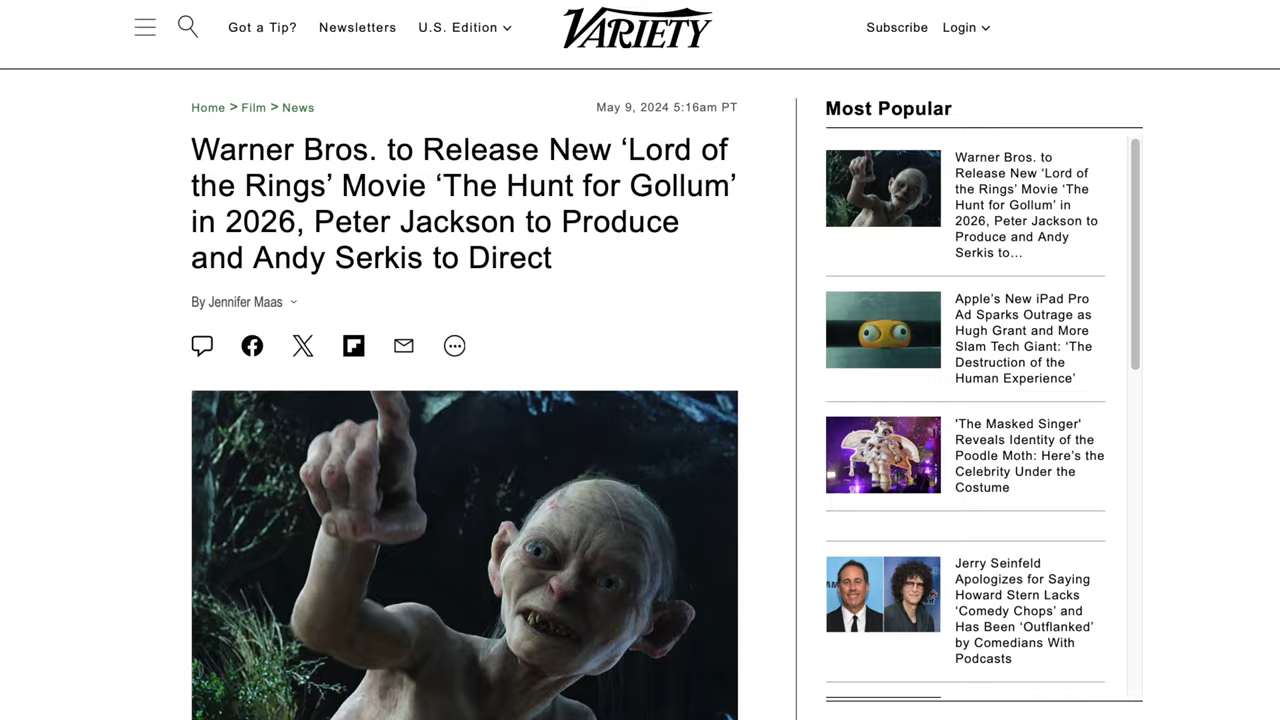 Got a Tip?
Newsletters
U.S. Edition
VARIETY
Subscribe
Login
Home > Film > News
May 9, 2024 5:16am PT
Warner Bros. to Release New ‘Lord of
the Rings’ Movie ‘The Hunt for Gollum’
in 2026, Peter Jackson to Produce
and Andy Serkis to Direct
By Jennifer Maas
Most Popular
Warner Bros. to
Release New ‘Lord of
the Rings’ Movie ‘The
Hunt for Gollum’ in
2026, Peter Jackson to
Produce and Andy
Serkis to…
Apple’s New iPad Pro
Ad Sparks Outrage as
Hugh Grant and More
Slam Tech Giant: ‘The
Destruction of the
Human Experience’
'The Masked Singer'
Reveals Identity of the
Poodle Moth: Here’s the
Celebrity Under the
Costume
Jerry Seinfeld
Apologizes for Saying
Howard Stern Lacks
‘Comedy Chops’ and
Has Been ‘Outflanked’
by Comedians With
Podcasts